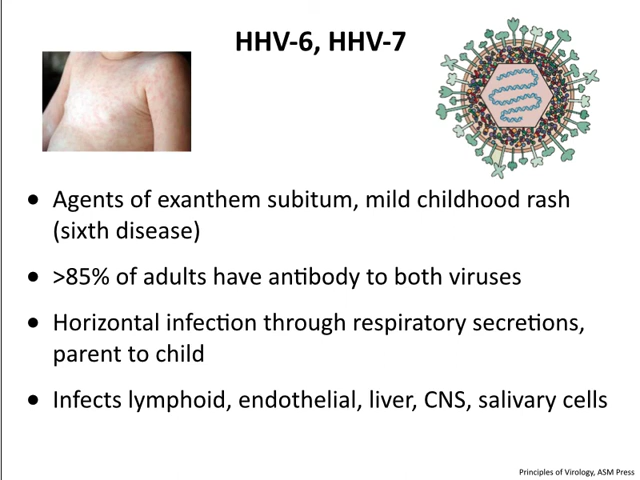 HHV-6, HHV-7
● Agents of exanthem subitum, mild childhood rash
(sixth disease)
● >85% of adults have antibody to both viruses
● Horizontal infection through respiratory secretions,
parent to child
● Infects lymphoid, endothelial, liver, CNS, salivary cells
Principles of Virology, ASM Press